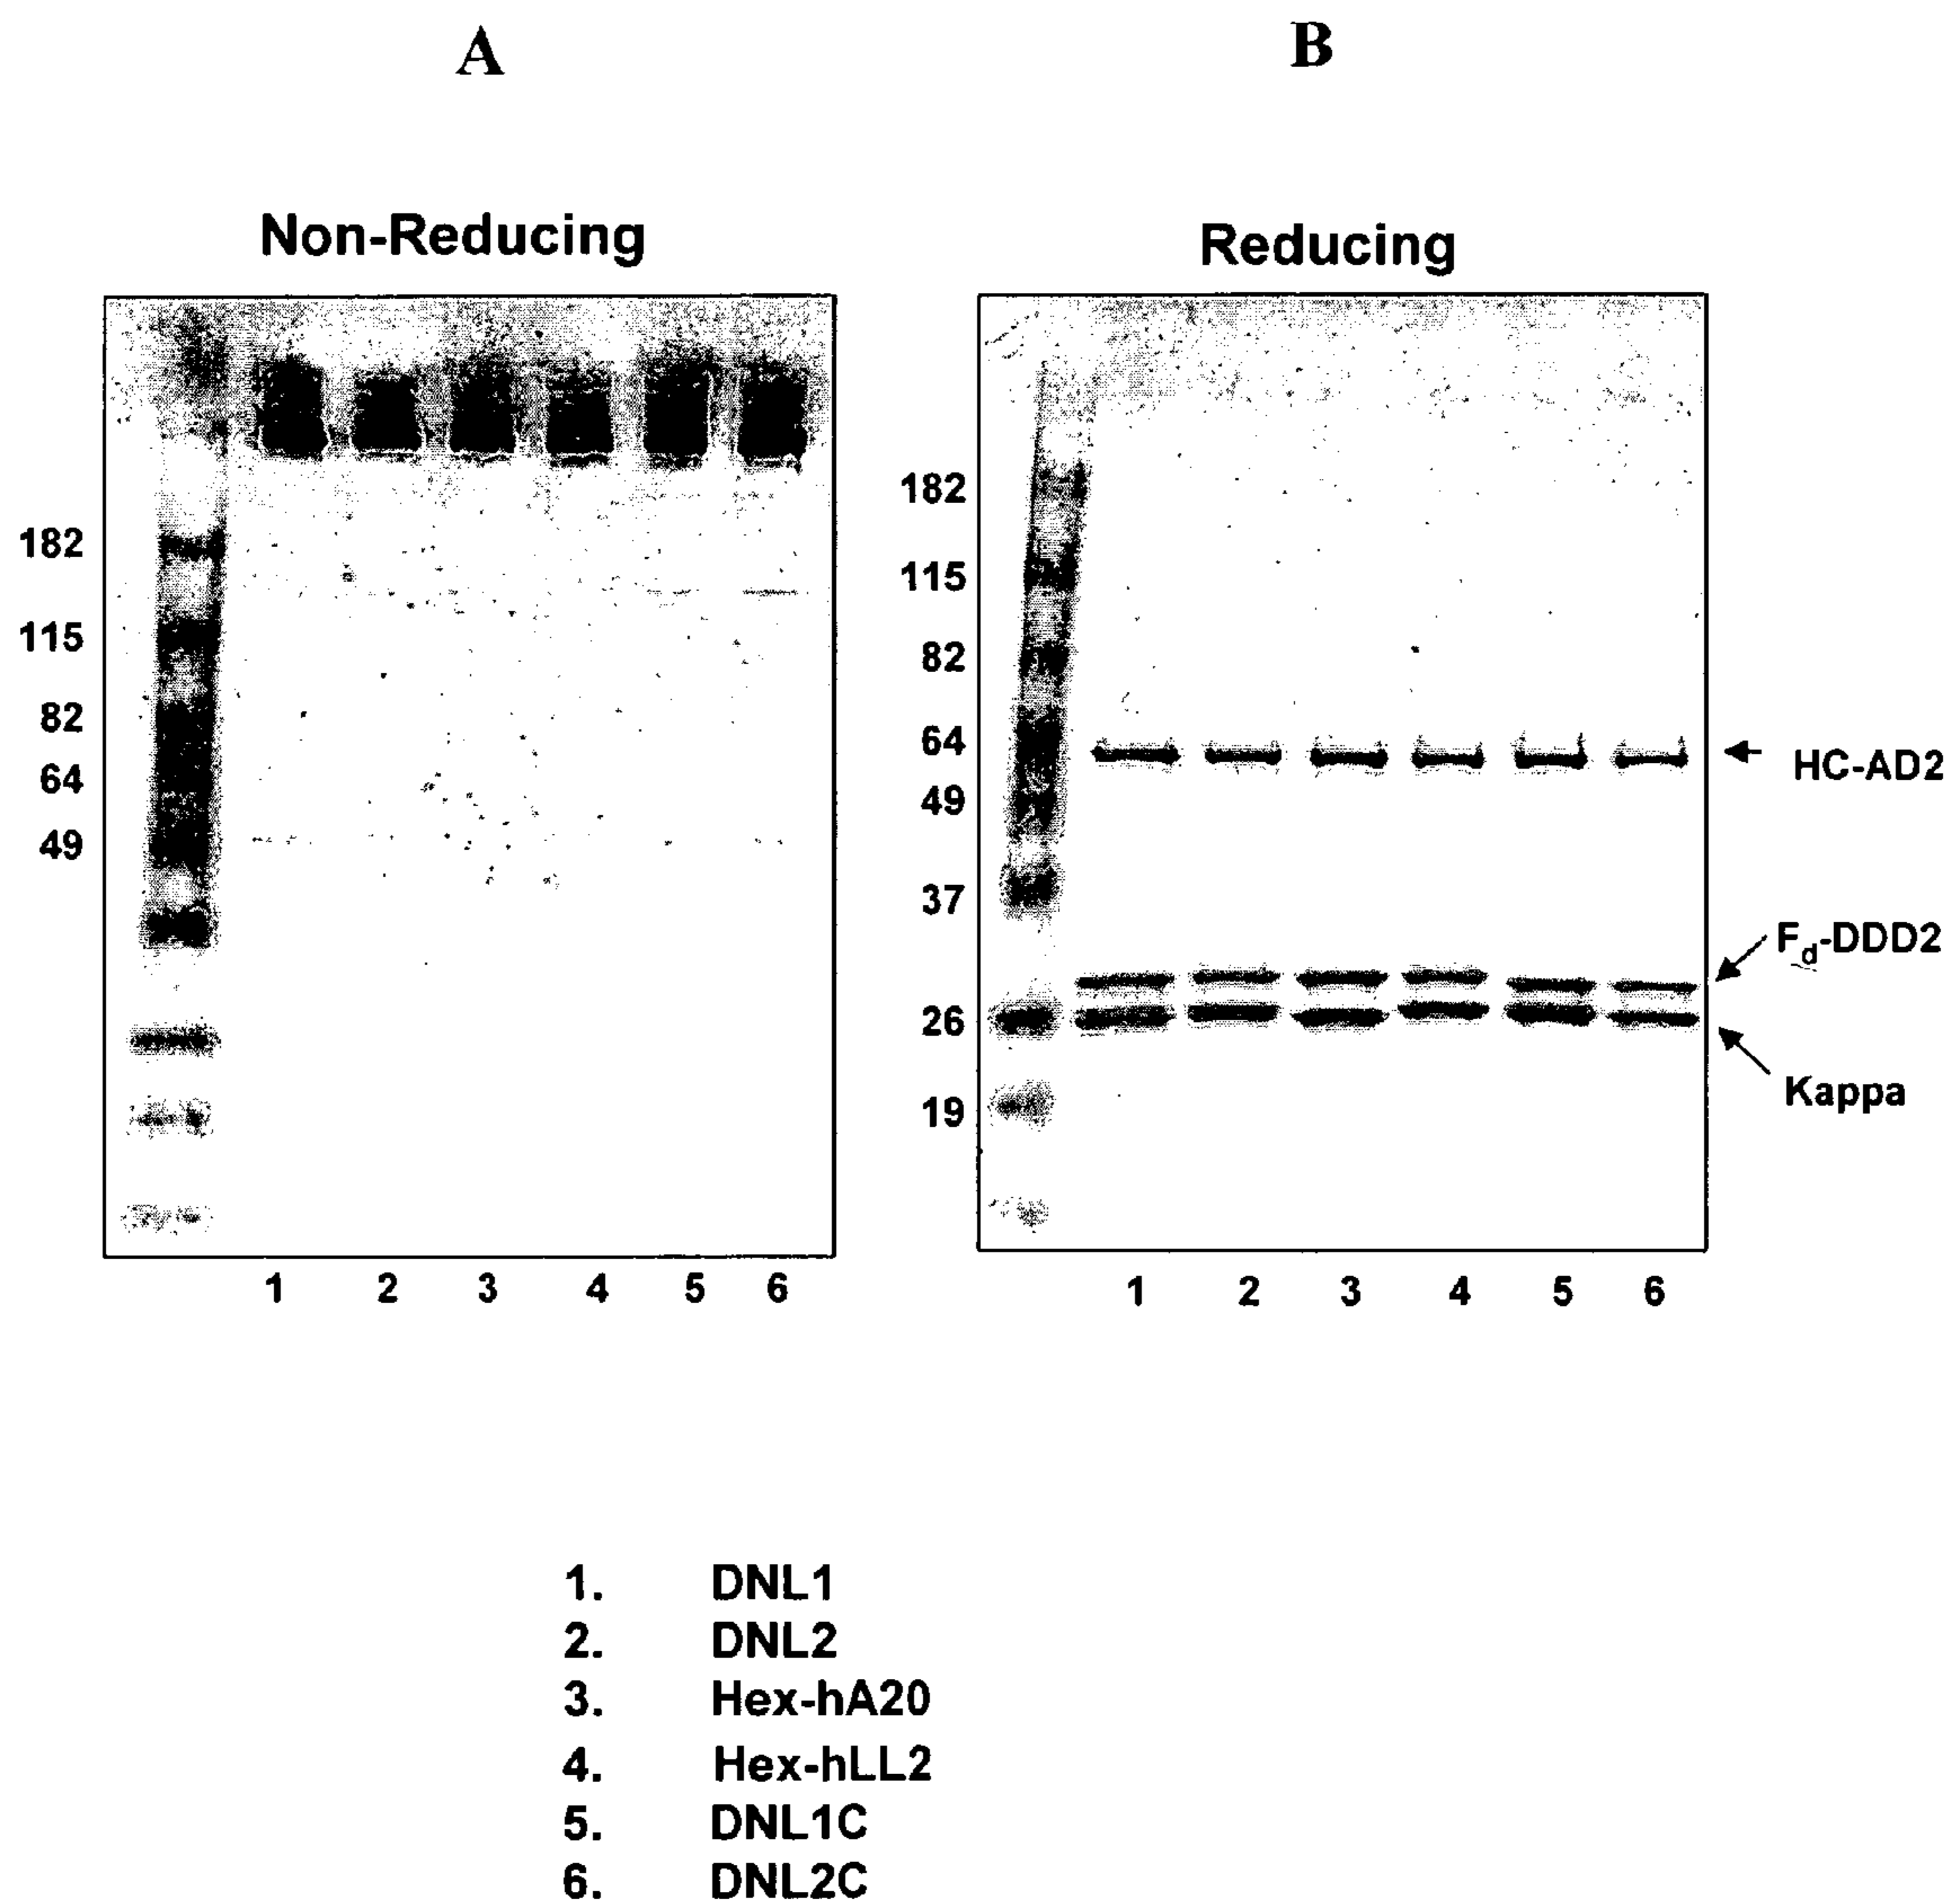 A
B
Non-Reducing
Reducing
182
115
82
64
49
182
115
82
64
49
37
26
19
HC-AD2
Fd-DDD2
Kappa
1 2 3 4 5 6
1 2 3 4 5 6
1. DNL1
2. DNL2
3. Hex-hA20
4. Hex-hLL2
5. DNL1C
6. DNL2C